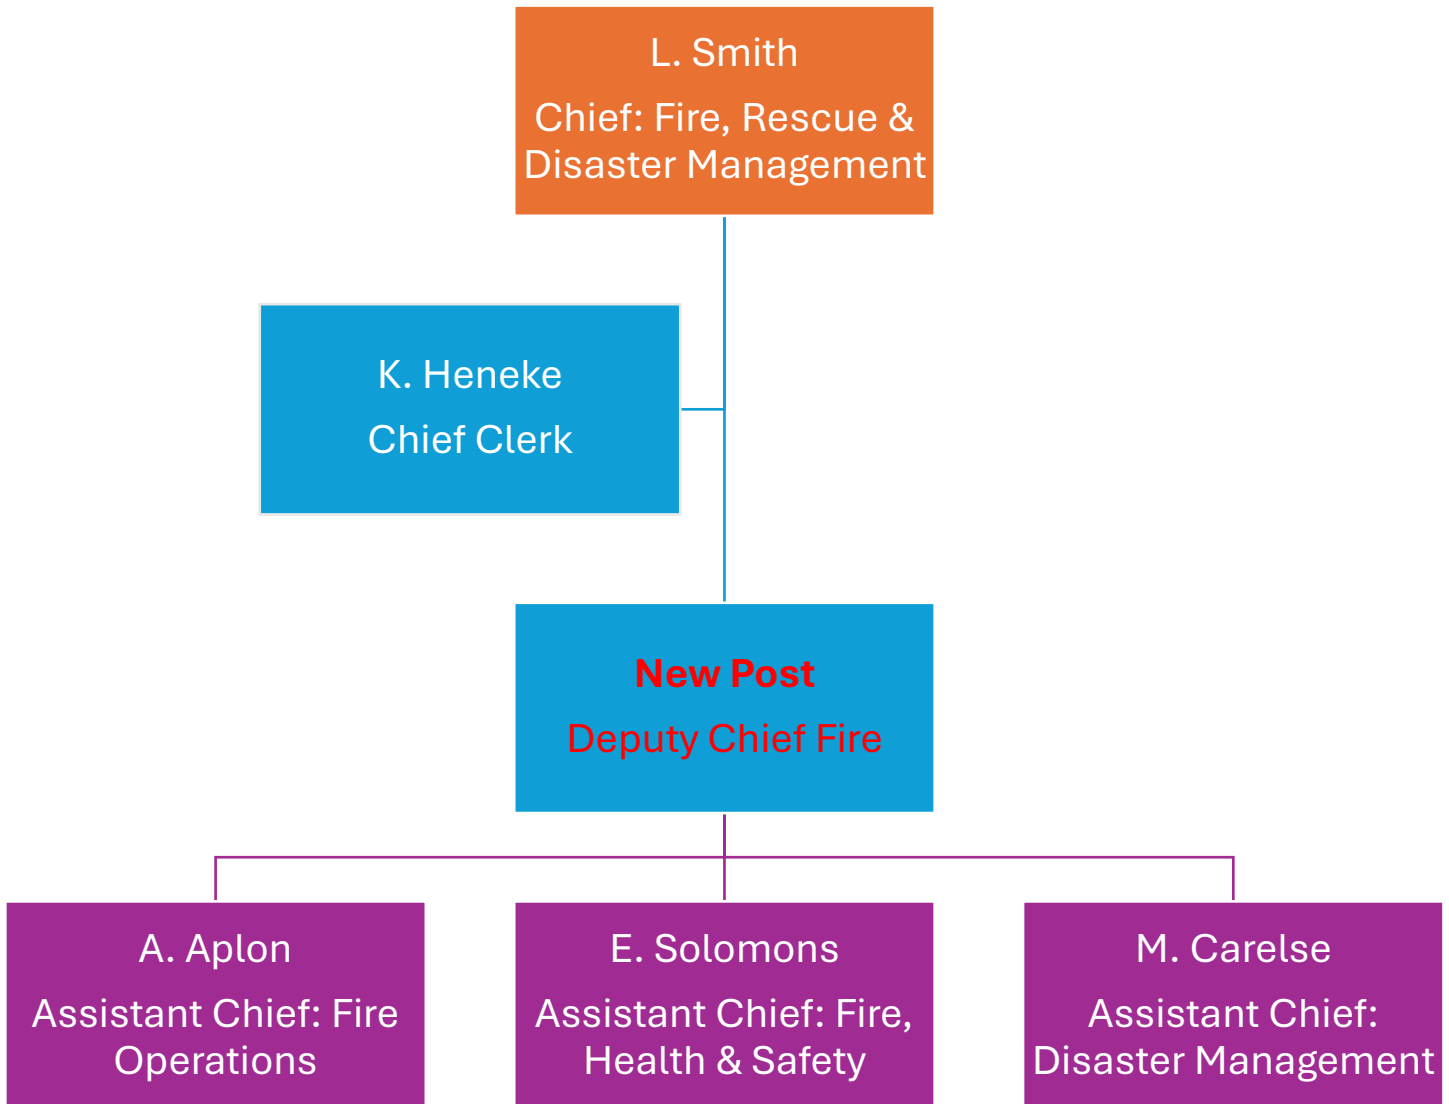 L. Smith
Chief: Fire, Rescue &
Disaster Management
K. Heneke
Chief Clerk
New Post
Deputy Chief Fire
A. Aplon
Assistant Chief: Fire
Operations
E. Solomons
Assistant Chief: Fire,
Health & Safety
M. Carelse
Assistant Chief:
Disaster Management